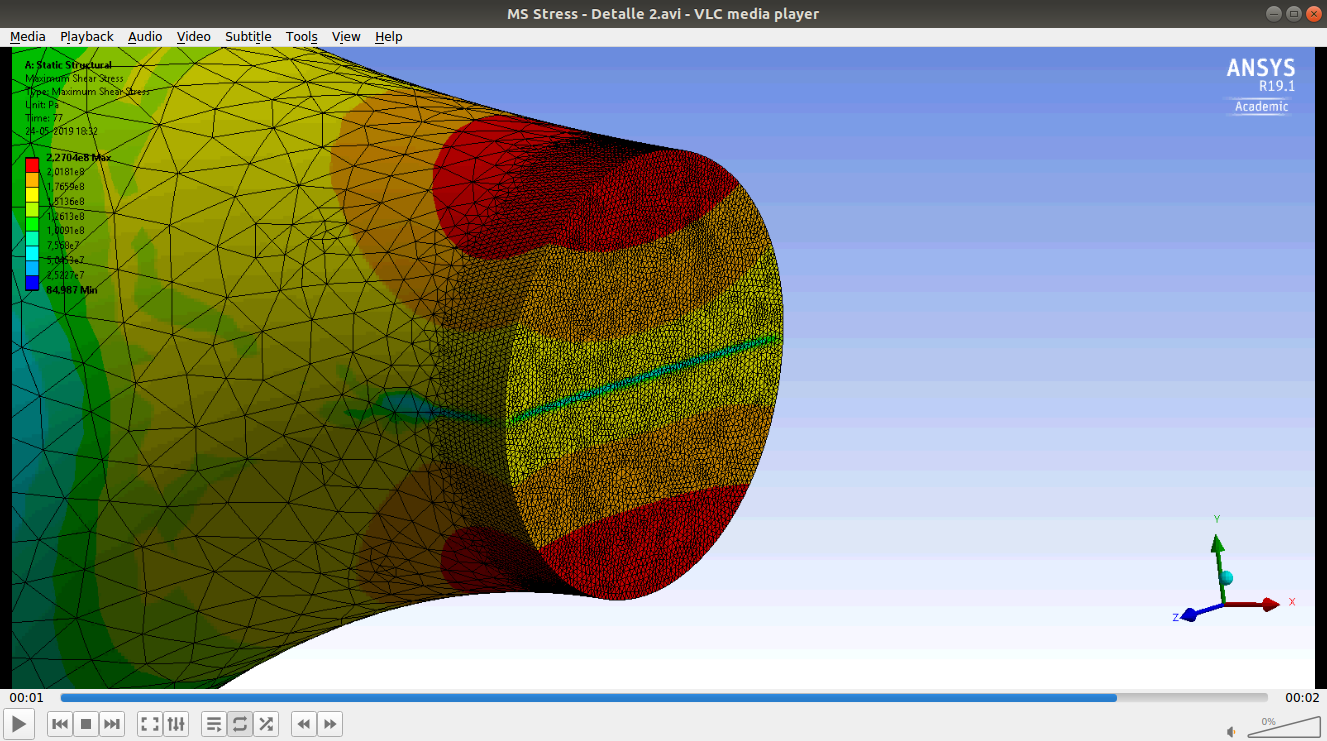 MS Stress - Detalle 2.avi - VLC media player
Media Playback Audio Video Subtitle Tools View Help
A: Static Structural
Maximum Shear Stress
Type: Maximum Shear Stress
Unit: Pa
Time: 77
24-05-2019 18:52
2,2704e8 Max
2,0181e8
1,7659e8
1,5136e8
1,2613e8
1,0091e8
7,568e7
5,0453e7
2,5227e7
84,987 Min
ANSYS
R19.1
Academic
Y
X
Z
00:01
00:02
0%